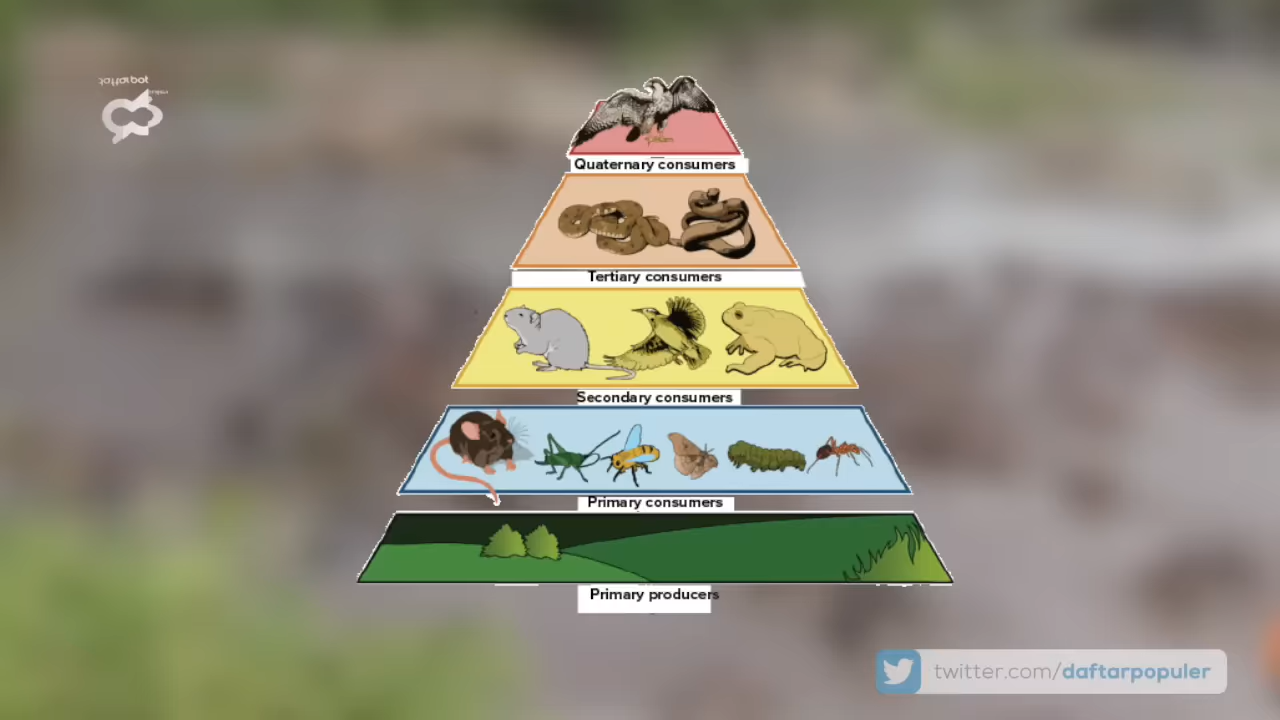 Quaternary consumers
Tertiary consumers
Secondary consumers
Primary consumers
Primary producers
twitter.com/daftarpopuler